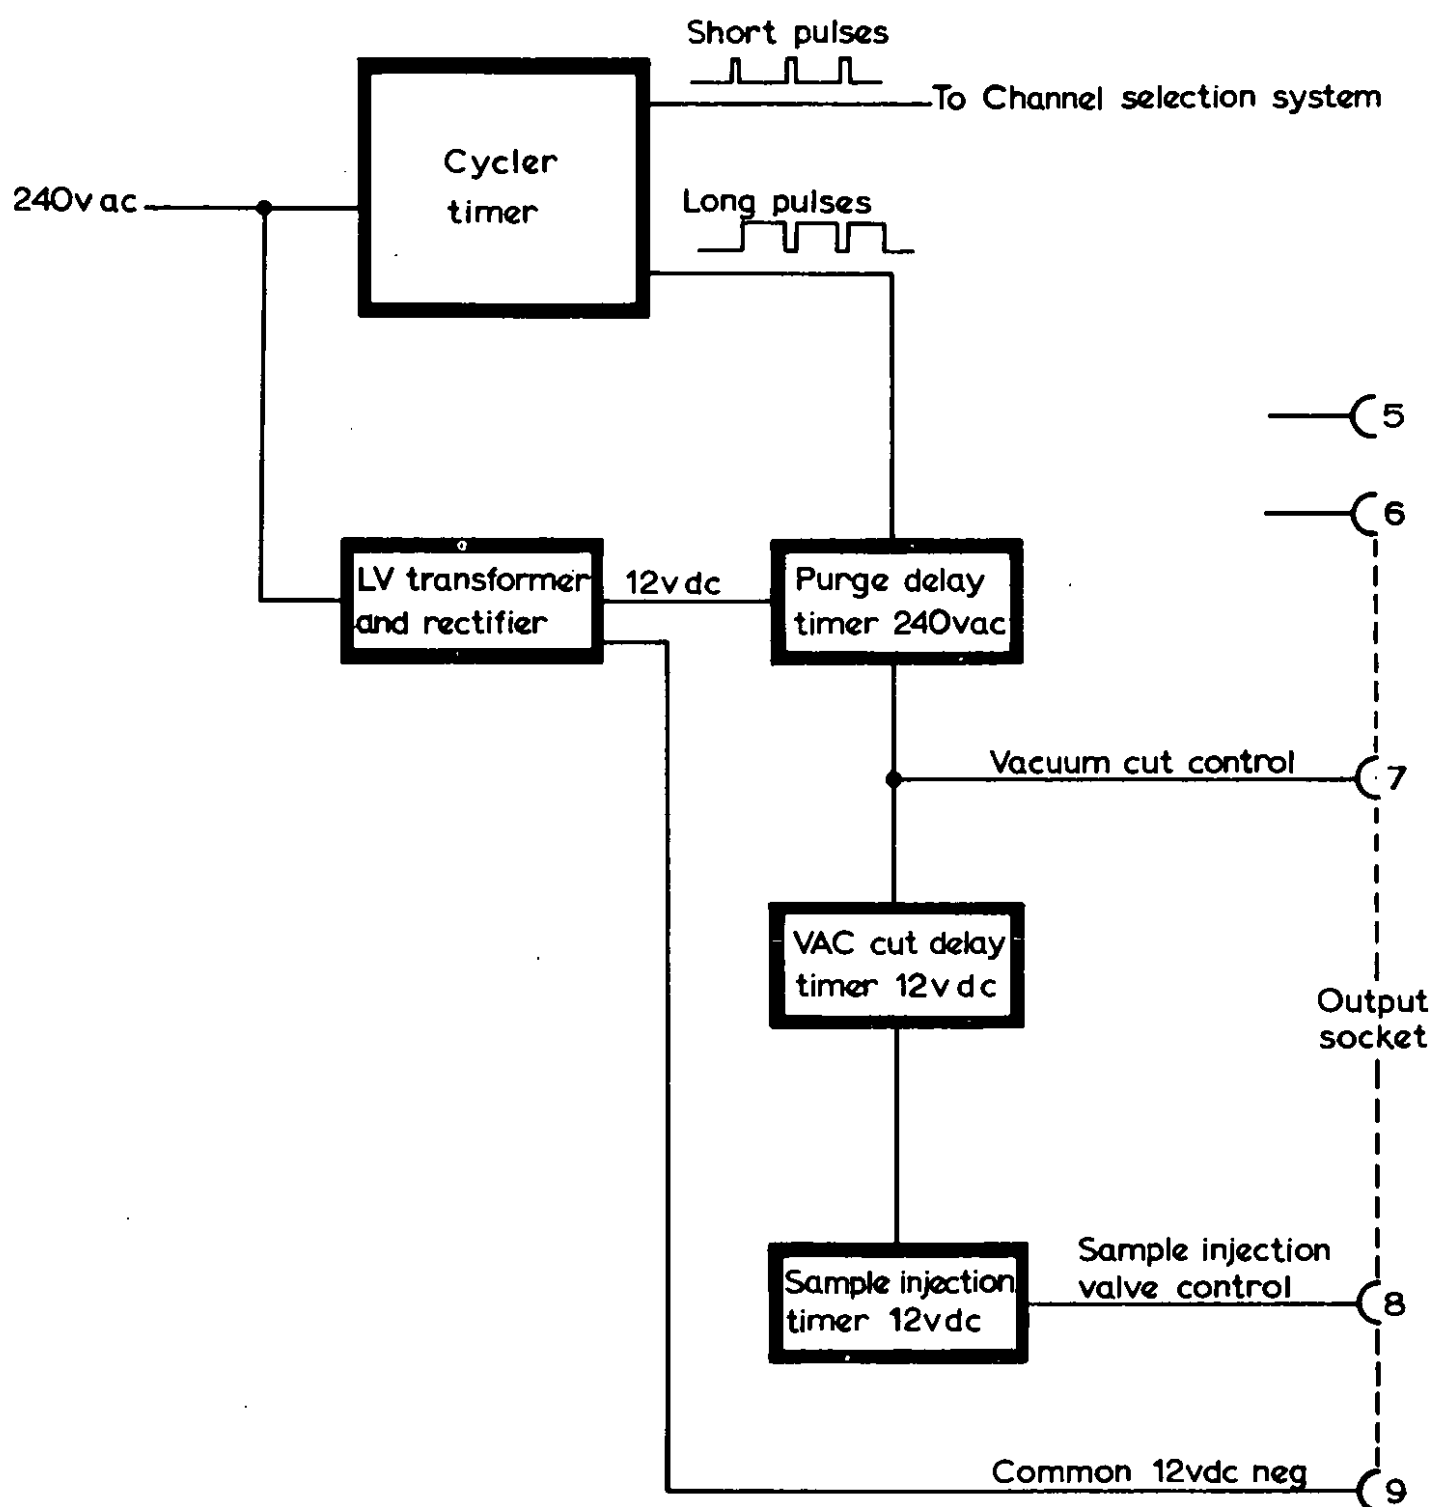 Short pulses
To Channel selection system
Cycler
timer
240v ac
Long pulses
5
6
LV transformer
and rectifier
12v dc
Purge delay
timer 240vac
Vacuum cut control
7
VAC cut delay
timer 12v dc
Output
socket
Sample injection
timer 12vdc
Sample injection
valve control
8
Common 12vdc neg
9